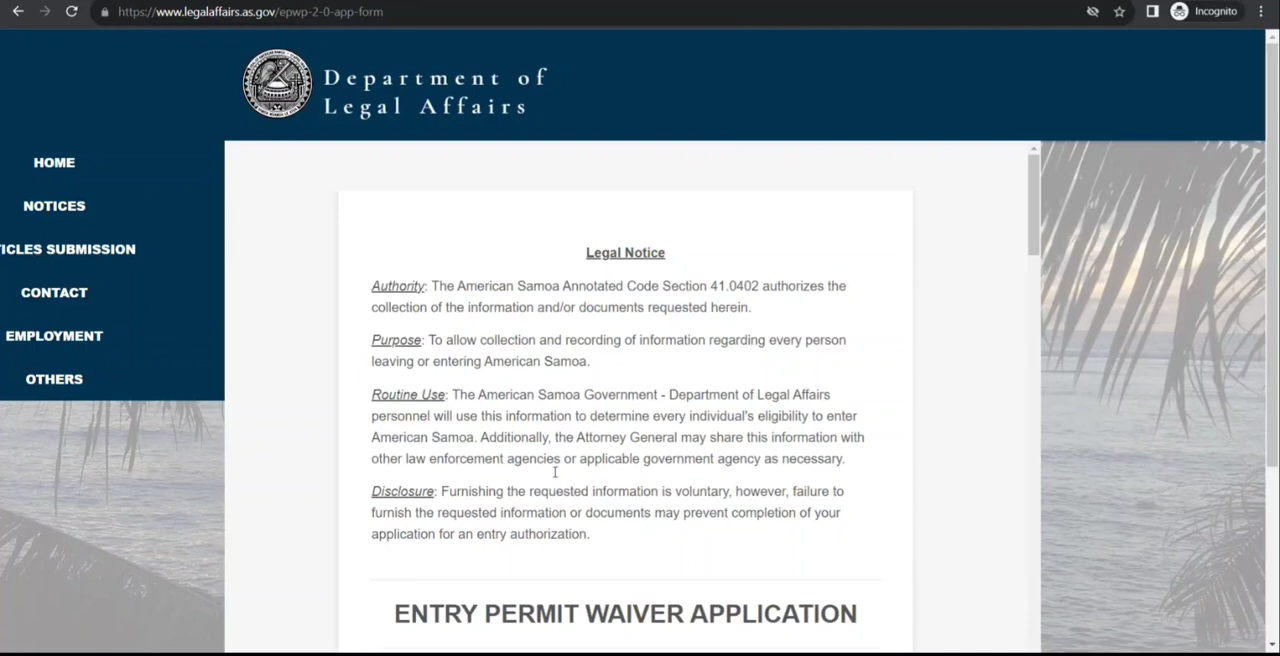 https://www.legalaffairs.as.gov/epwp-2-0-app-form
Incognito
Department of
Legal Affairs
HOME
NOTICES
TICLES SUBMISSION
CONTACT
EMPLOYMENT
OTHERS
Legal Notice
Authority: The American Samoa Annotated Code Section 41.0402 authorizes the
collection of the information and/or documents requested herein.
Purpose: To allow collection and recording of information regarding every person
leaving or entering American Samoa.
Routine Use: The American Samoa Government - Department of Legal Affairs
personnel will use this information to determine every individual's eligibility to enter
American Samoa. Additionally, the Attorney General may share this information with
other law enforcement agencies or applicable government agency as necessary.
Disclosure: Furnishing the requested information is voluntary, however, failure to
furnish the requested information or documents may prevent completion of your
application for an entry authorization.
ENTRY PERMIT WAIVER APPLICATION